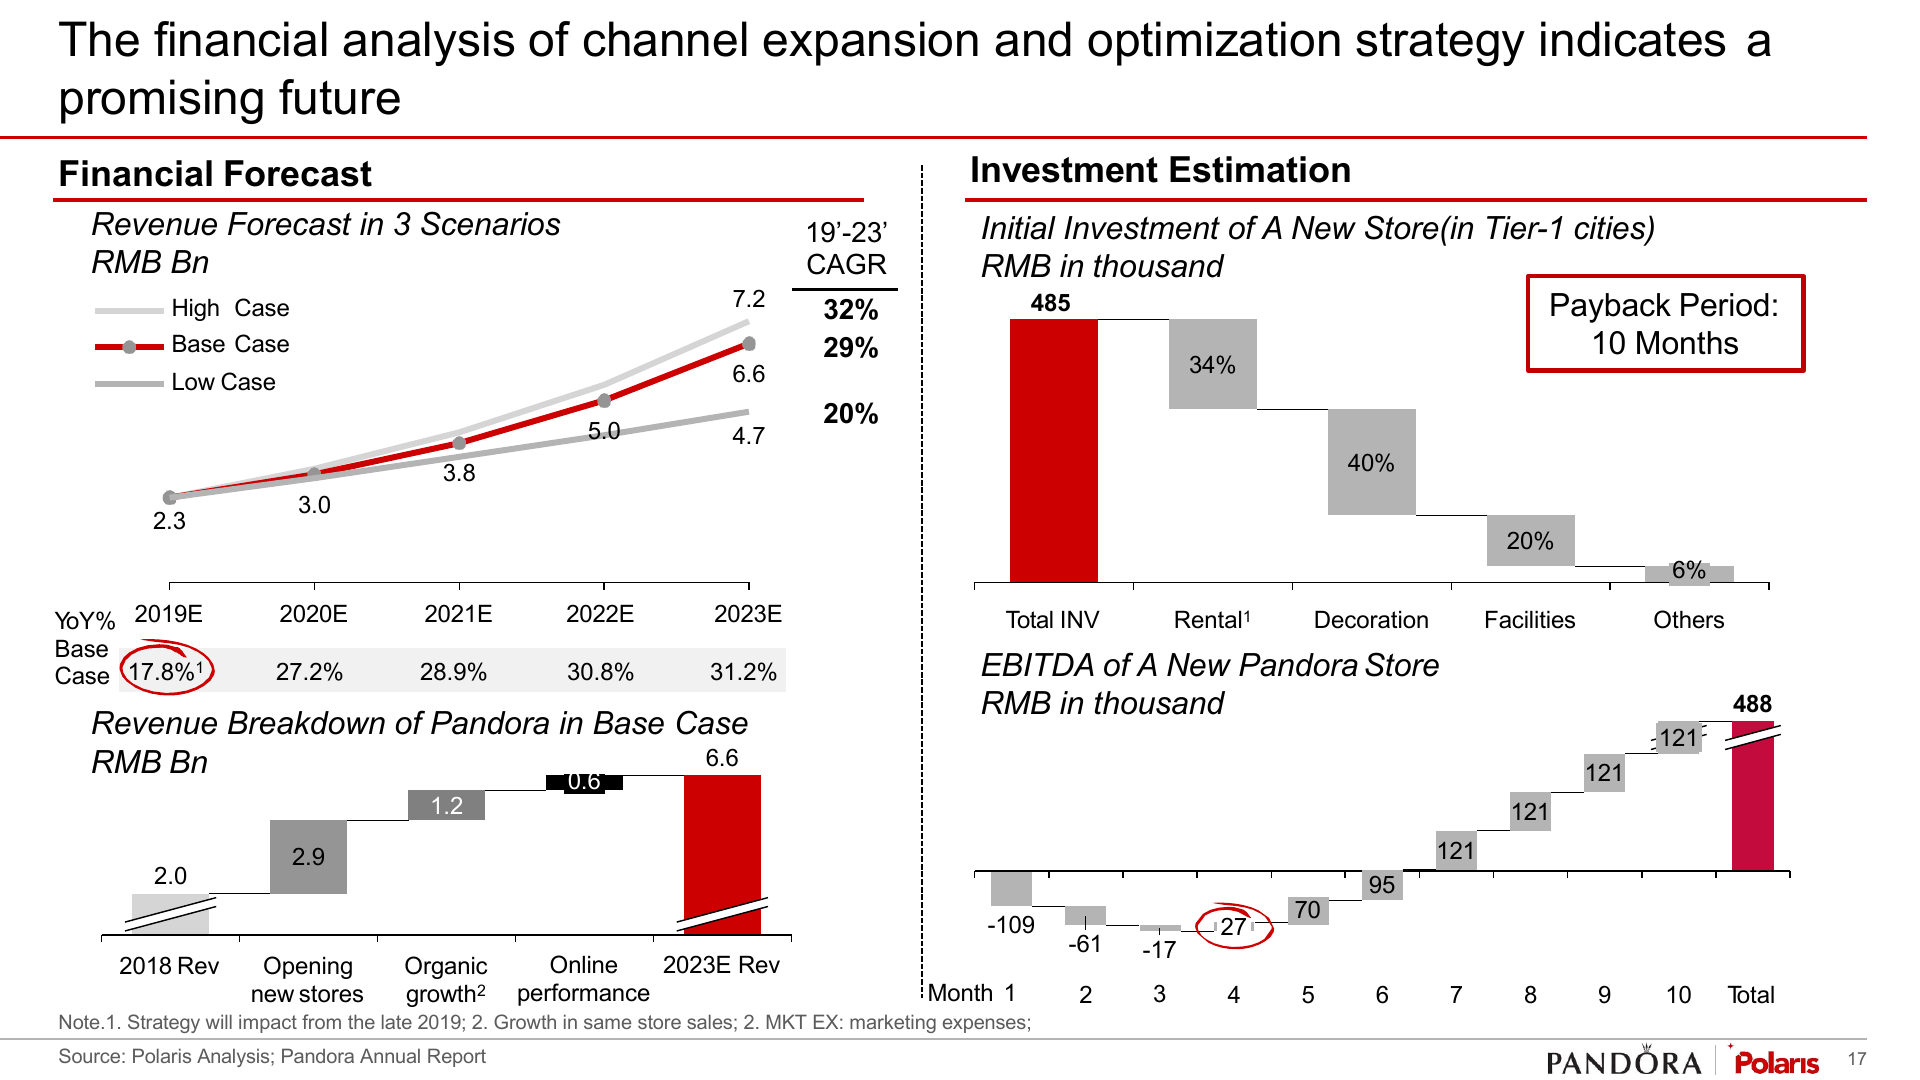 The financial analysis of channel expansion and optimization strategy indicates a
promising future
Financial Forecast
Revenue Forecast in 3 Scenarios
RMB Bn
19’-23’
CAGR
High Case
Base Case
Low Case
7.2
6.6
4.7
5.0
3.8
3.0
2.3
32%
29%
20%
2019E 2020E 2021E 2022E 2023E
YoY%
Base
Case
17.8%¹ 27.2% 28.9% 30.8% 31.2%
Revenue Breakdown of Pandora in Base Case
RMB Bn
2.0
2.9
1.2
0.6
6.6
2018 Rev
Opening
new stores
Organic
growth²
Online
performance
2023E Rev
Investment Estimation
Initial Investment of A New Store(in Tier-1 cities)
RMB in thousand
Payback Period:
10 Months
485
34%
40%
20%
6%
Total INV Rental¹ Decoration Facilities Others
EBITDA of A New Pandora Store
RMB in thousand
-109
-61
-17
27
70
95
121
121
121
121
488
Month 1 2 3 4 5 6 7 8 9 10 Total
Note.1. Strategy will impact from the late 2019; 2. Growth in same store sales; 2. MKT EX: marketing expenses;
Source: Polaris Analysis; Pandora Annual Report
PANDORA
Polaris
17